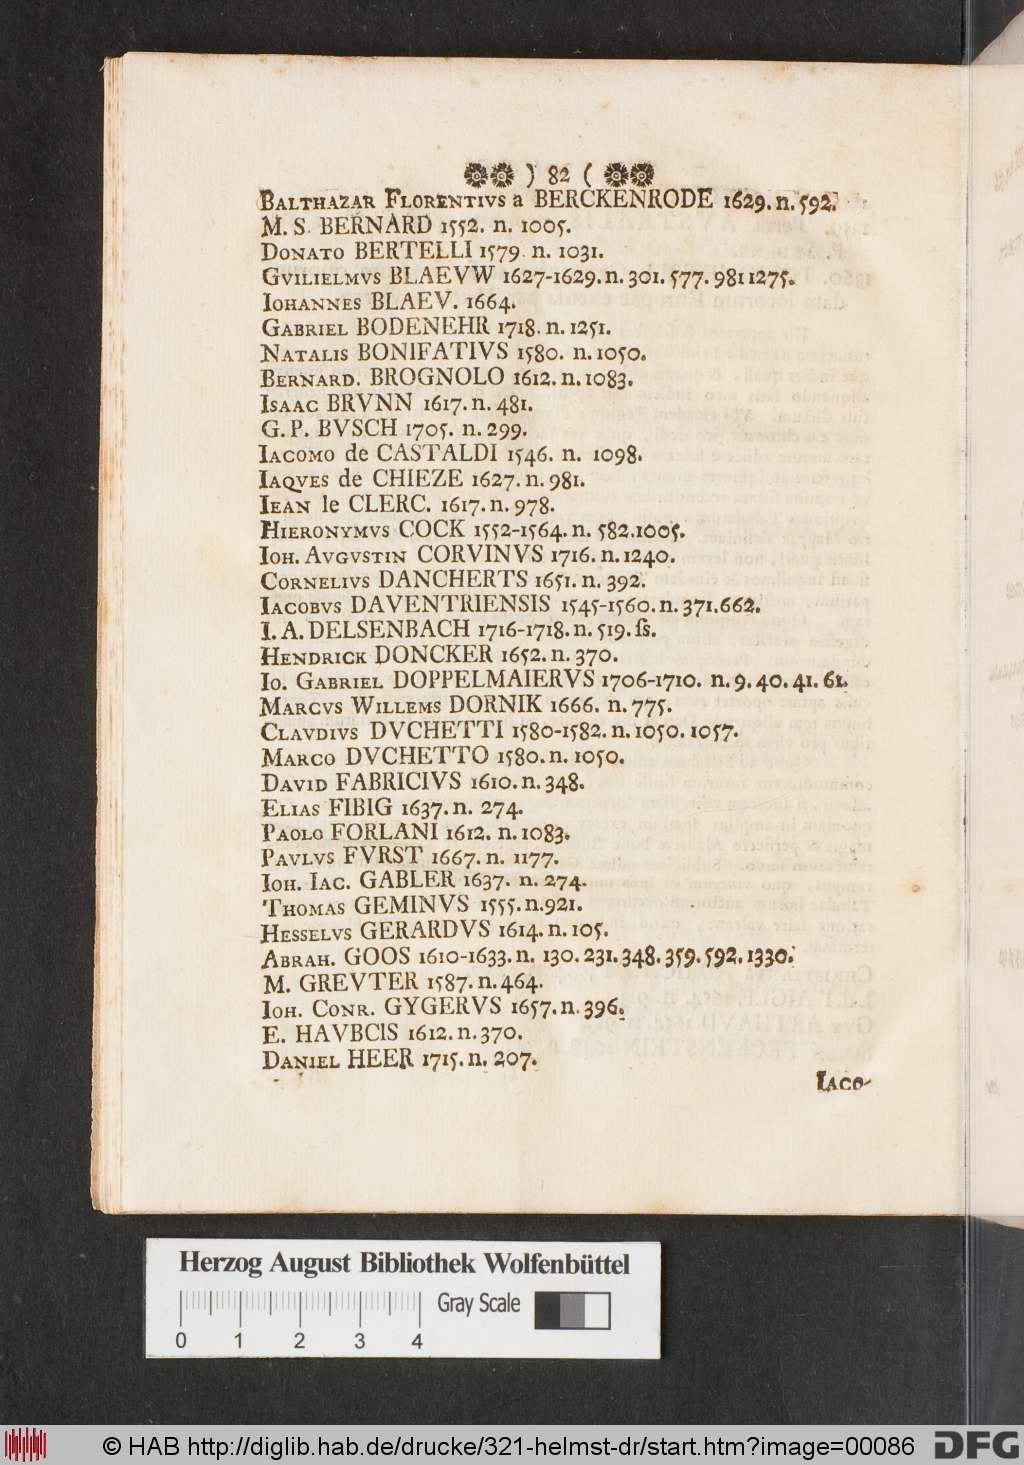 ) 82 (
BALTHAZAR FLORENTIVS a BERCKENRODE 1629. n. 592.
M. S. BERNARD 1552. n. 1005.
DONATO BERTELLI 1579. n. 1031.
GVILIELMVS BLAEVW 1627-1629. n. 301. 577. 981 1275.
IOHANNES BLAEV. 1664.
GABRIEL BODENEHR 1718. n. 1251.
NATALIS BONIFATIVS 1580. n. 1050.
BERNARD. BROGNOLO 1612. n. 1083.
ISAAC BRVNN 1617. n. 481.
G. P. BVSCH 1705. n. 299.
IACOMO de CASTALDI 1546. n. 1098.
IAQVES de CHIEZE 1627. n. 981.
IEAN le CLERC. 1617. n. 978.
HIERONYMVS COCK 1552-1564. n. 582. 1005.
IOH. AVGVSTIN CORVINVS 1716. n. 1240.
CORNELIVS DANCHERTS 1651. n. 392.
IACOBVS DAVENTRIENSIS 1545-1560. n. 371. 662.
I. A. DELSENBACH 1716-1718. n. 519. ſs.
HENDRICK DONCKER 1652. n. 370.
IO. GABRIEL DOPPELMAIERVS 1706-1710. n. 9. 40. 41. 61.
MARCVS WILLEMS DORNIK 1666. n. 775.
CLAVDIVS DVCHETTI 1580-1582. n. 1050. 1057.
MARCO DVCHETTO 1580. n. 1050.
DAVID FABRICIVS 1610. n. 348.
ELIAS FIBIG 1637. n. 274.
PAOLO FORLANI 1612. n. 1083.
PAVLVS FVRST 1667. n. 1177.
IOH. IAC. GABLER 1637. n. 274.
THOMAS GEMINVS 1555. n. 921.
HESSELVS GERARDVS 1614. n. 105.
ABRAH. GOOS 1610-1633. n. 130. 231. 348. 359. 592. 1330.
M. GREVTER 1587. n. 464.
IOH. CONR. GYGERVS 1657. n. 396.
E. HAVBCIS 1612. n. 370.
DANIEL HEER 1715. n. 207.
IACO-
Herzog August Bibliothek Wolfenbüttel
Gray Scale
0 1 2 3 4
© HAB http://diglib.hab.de/drucke/321-helmst-dr/start.htm?image=00086
DFG